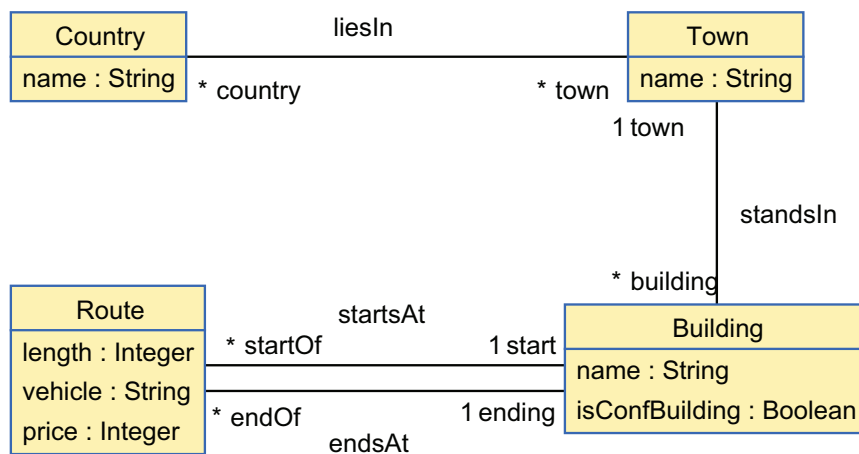 Country
name : String
liesIn
* country
* town
Town
name : String
1 town
standsIn
* building
Route
length : Integer
vehicle : String
price : Integer
startsAt
* startOf
1 start
* endOf
1 ending
endsAt
Building
name : String
isConfBuilding : Boolean